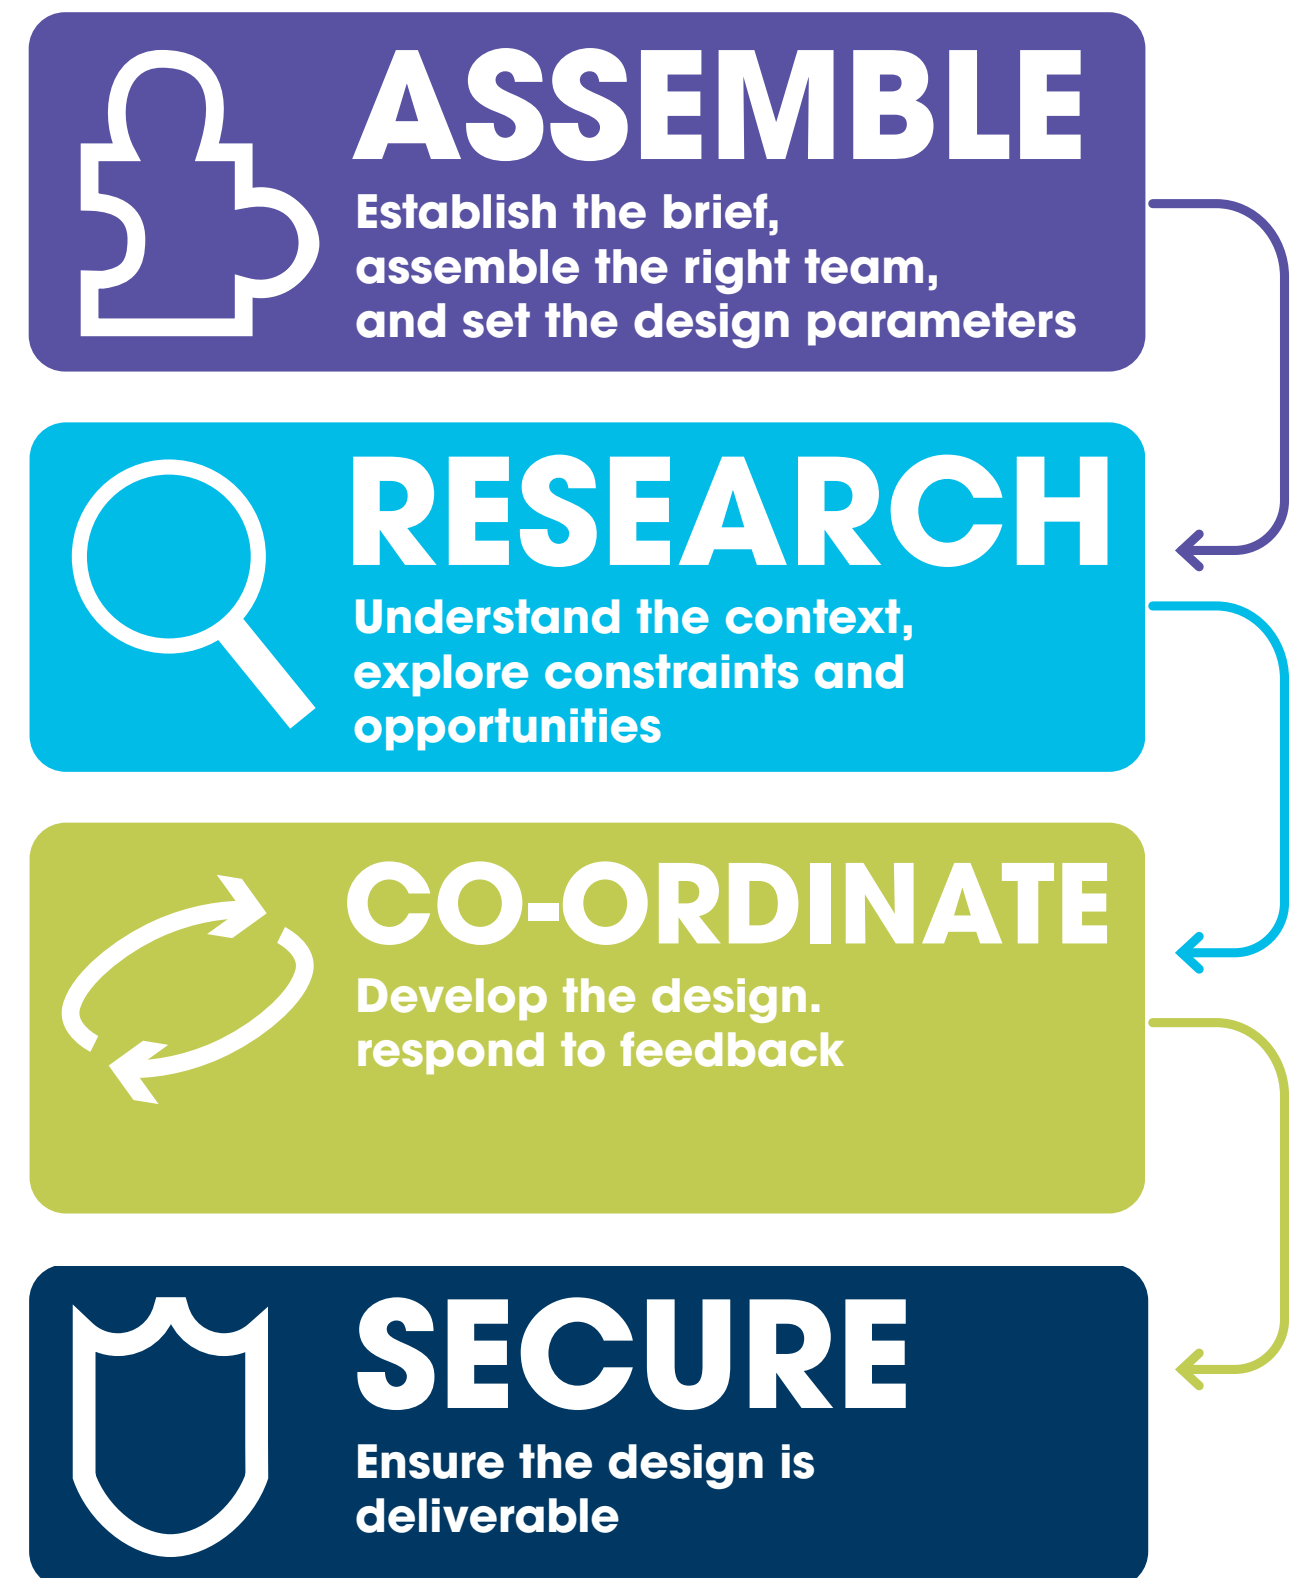 ASSEMBLE
Establish the brief,
assemble the right team,
and set the design parameters
RESEARCH
Understand the context,
explore constraints and
opportunities
CO-ORDINATE
Develop the design.
respond to feedback
SECURE
Ensure the design is
deliverable